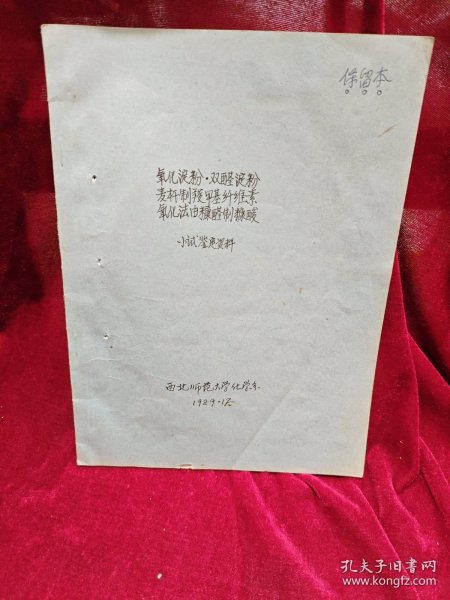 保留本
氧化淀粉·双醛淀粉
麦秆制羧甲基纤维素
氧化法由糠醛制糠酸
小试鉴定资料
西北师范大学化学系
孔夫子旧书网
www.kongfz.com